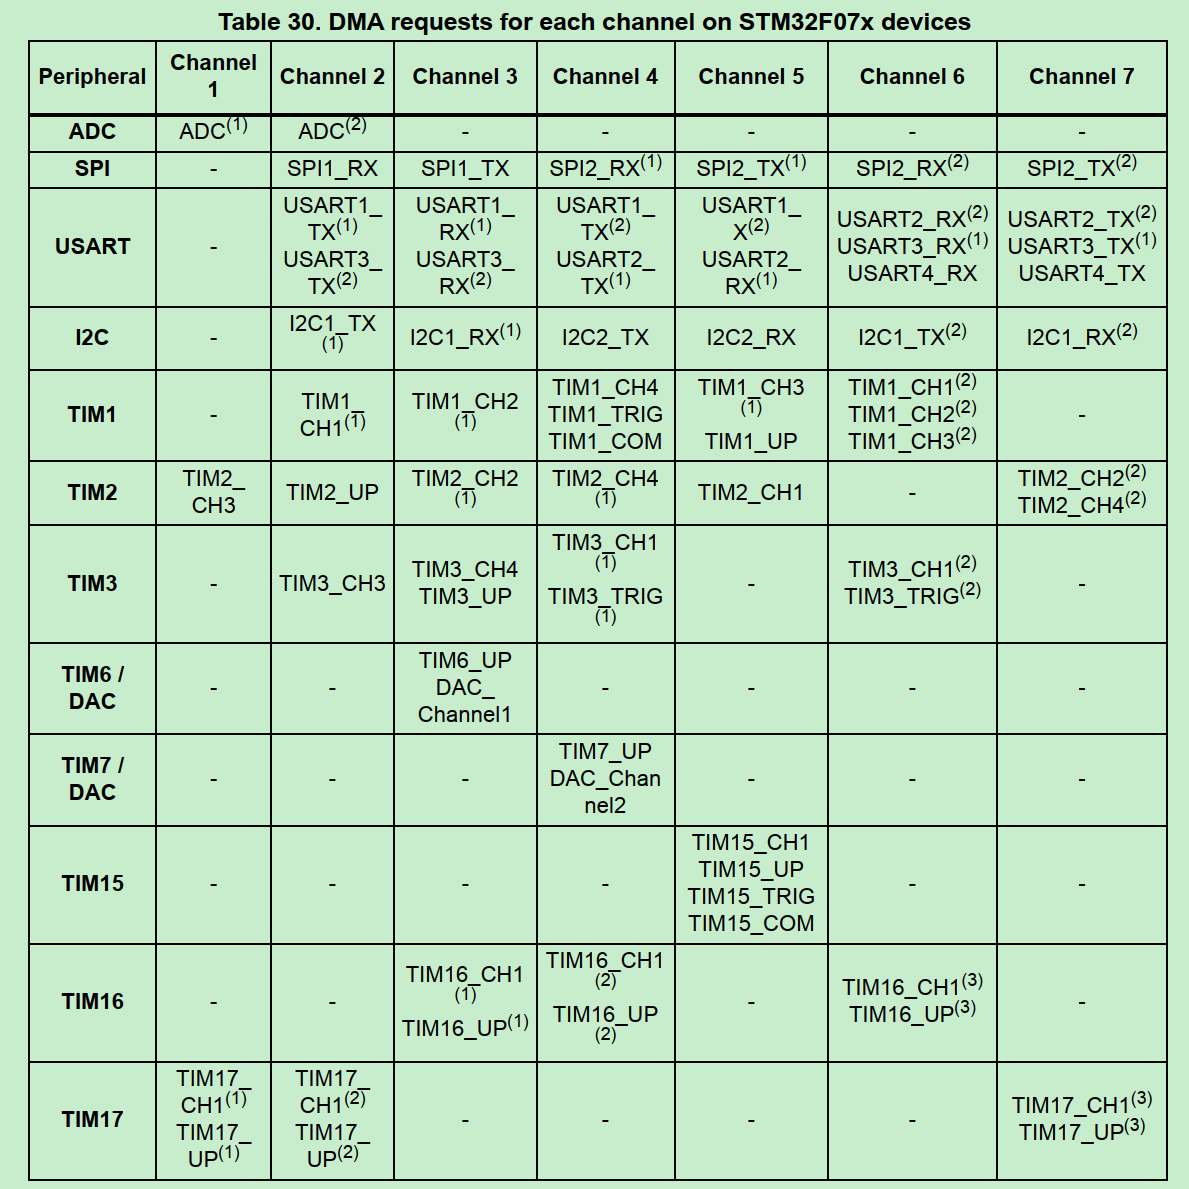 Table 30. DMA requests for each channel on STM32F07x devices
Peripheral | Channel 1 | Channel 2 | Channel 3 | Channel 4 | Channel 5 | Channel 6 | Channel 7
ADC | ADC(1) | ADC(2) | - | - | - | - | -
SPI | - | SPI1_RX | SPI1_TX | SPI2_RX(1) | SPI2_TX(1) | SPI2_RX(2) | SPI2_TX(2)
USART | - | USART1_TX(1) USART3_TX(2) | USART1_RX(1) USART3_RX(2) | USART1_TX(2) USART2_TX(1) | USART1_X(2) USART2_RX(1) | USART2_RX(2) USART3_RX(1) USART4_RX | USART2_TX(2) USART3_TX(1) USART4_TX
I2C | - | I2C1_TX(1) | I2C1_RX(1) | I2C2_TX | I2C2_RX | I2C1_TX(2) | I2C1_RX(2)
TIM1 | - | TIM1_CH1(1) | TIM1_CH2(1) | TIM1_CH4 TIM1_TRIG TIM1_COM | TIM1_CH3(1) TIM1_UP | TIM1_CH1(2) TIM1_CH2(2) TIM1_CH3(2) | -
TIM2 | TIM2_CH3 | TIM2_UP | TIM2_CH2(1) | TIM2_CH4(1) | TIM2_CH1 | - | TIM2_CH2(2) TIM2_CH4(2)
TIM3 | - | TIM3_CH3 | TIM3_CH4 TIM3_UP | TIM3_CH1(1) TIM3_TRIG(1) | - | TIM3_CH1(2) TIM3_TRIG(2) | -
TIM6 / DAC | - | - | TIM6_UP DAC_Channel1 | - | - | - | -
TIM7 / DAC | - | - | - | TIM7_UP DAC_Channel2 | - | - | -
TIM15 | - | - | - | - | TIM15_CH1 TIM15_UP TIM15_TRIG TIM15_COM | - | -
TIM16 | - | - | TIM16_CH1(1) TIM16_UP(1) | TIM16_CH1(2) TIM16_UP(2) | - | TIM16_CH1(3) TIM16_UP(3) | -
TIM17 | TIM17_CH1(1) TIM17_UP(1) | TIM17_CH1(2) TIM17_UP(2) | - | - | - | - | TIM17_CH1(3) TIM17_UP(3)